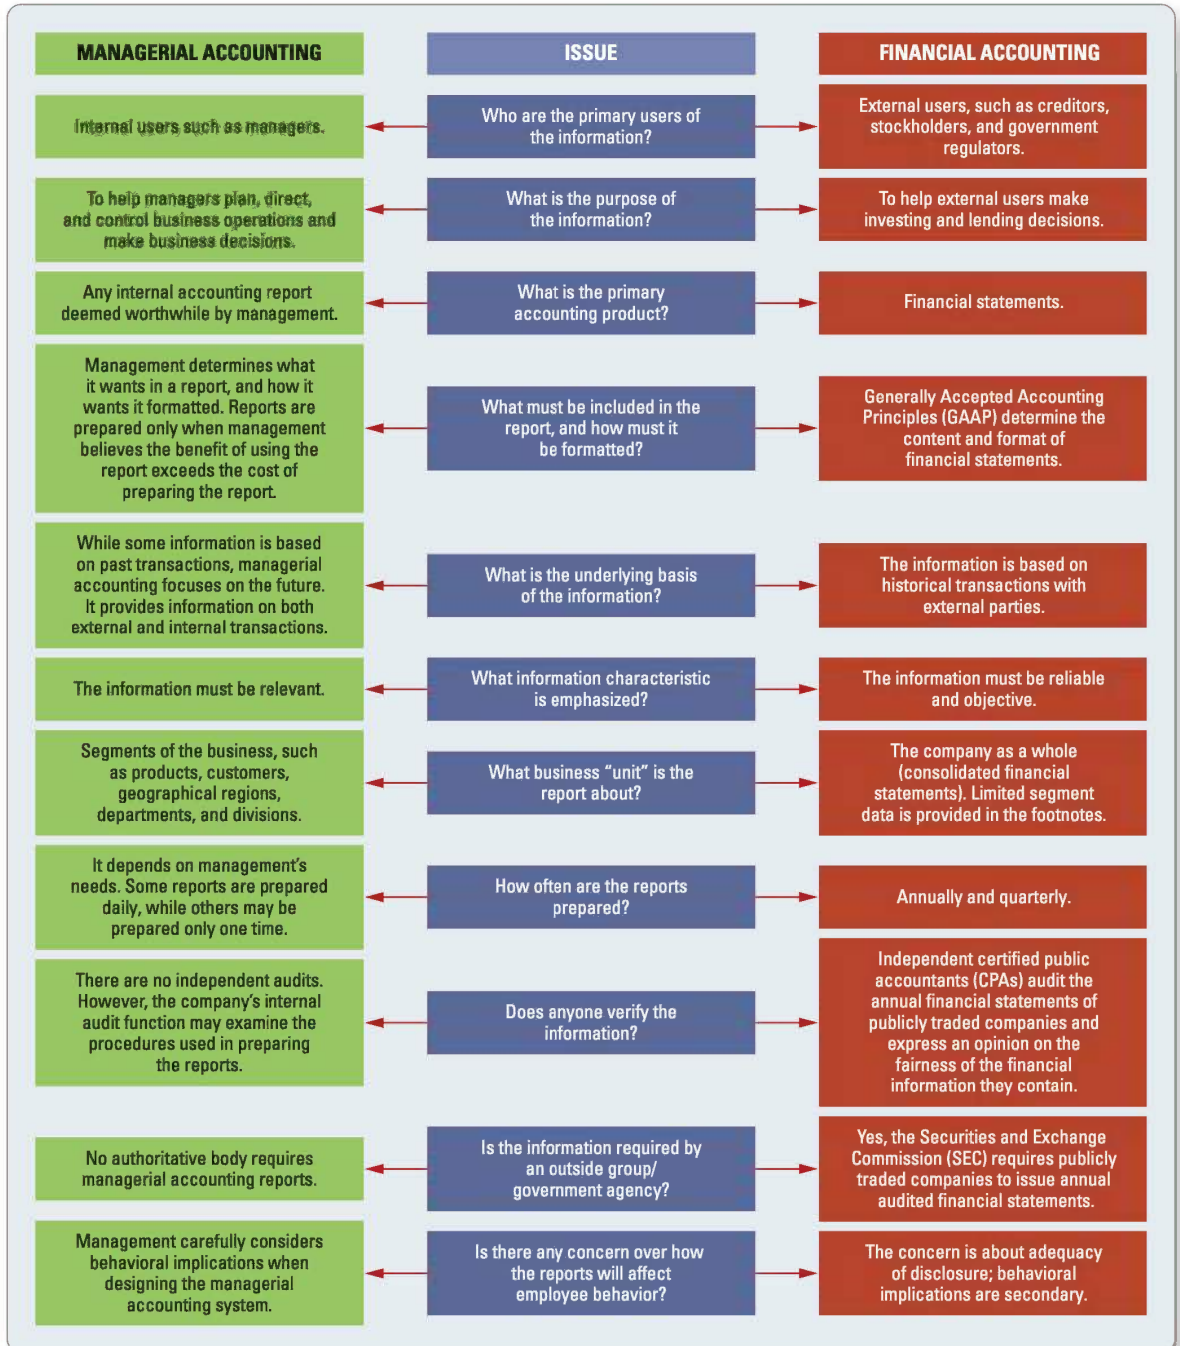 MANAGERIAL ACCOUNTING
ISSUE
FINANCIAL ACCOUNTING
Internal users such as managers.
Who are the primary users of
the information?
External users, such as creditors,
stockholders, and government
regulators.
To help managers plan, direct,
and control business operations and
make business decisions.
What is the purpose of
the information?
To help external users make
investing and lending decisions.
Any internal accounting report
deemed worthwhile by management.
What is the primary
accounting product?
Financial statements.
Management determines what
it wants in a report, and how it
wants it formatted. Reports are
prepared only when management
believes the benefit of using the
report exceeds the cost of
preparing the report.
What must be included in the
report, and how must it
be formatted?
Generally Accepted Accounting
Principles (GAAP) determine the
content and format of
financial statements.
While some information is based
on past transactions, managerial
accounting focuses on the future.
It provides information on both
external and internal transactions.
What is the underlying basis
of the information?
The information is based on
historical transactions with
external parties.
The information must be relevant.
What information characteristic
is emphasized?
The information must be reliable
and objective.
Segments of the business, such
as products, customers,
geographical regions,
departments, and divisions.
What business “unit” is the
report about?
The company as a whole
(consolidated financial
statements). Limited segment
data is provided in the footnotes.
It depends on management’s
needs. Some reports are prepared
daily, while others may be
prepared only one time.
How often are the reports
prepared?
Annually and quarterly.
There are no independent audits.
However, the company’s internal
audit function may examine the
procedures used in preparing
the reports.
Does anyone verify the
information?
Independent certified public
accountants (CPAs) audit the
annual financial statements of
publicly traded companies and
express an opinion on the
fairness of the financial
information they contain.
No authoritative body requires
managerial accounting reports.
Is the information required by
an outside group/
government agency?
Yes, the Securities and Exchange
Commission (SEC) requires publicly
traded companies to issue annual
audited financial statements.
Management carefully considers
behavioral implications when
designing the managerial
accounting system.
Is there any concern over how
the reports will affect
employee behavior?
The concern is about adequacy
of disclosure; behavioral
implications are secondary.